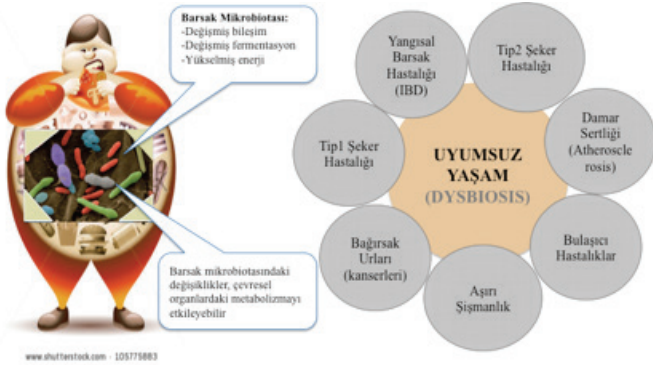 Barsak Mikrobiotası:
-Değişmiş bileşim
-Değişmiş fermentasyon
-Yükselmiş enerji
Barsak mikrobiotasındaki
değişiklikler, çevresel
organlardaki metabolizmayı
etkileyebilir
www.shutterstock.com · 105775883
Yangısal
Barsak
Hastalığı
(IBD)
Tip2 Şeker
Hastalığı
Tip1 Şeker
Hastalığı
UYUMSUZ
YAŞAM
(DYSBIOSIS)
Damar
Sertliği
(Atheroscle
rosis)
Bağırsak
Urları
(kanserleri)
Aşırı
Şişmanlık
Bulaşıcı
Hastalıklar